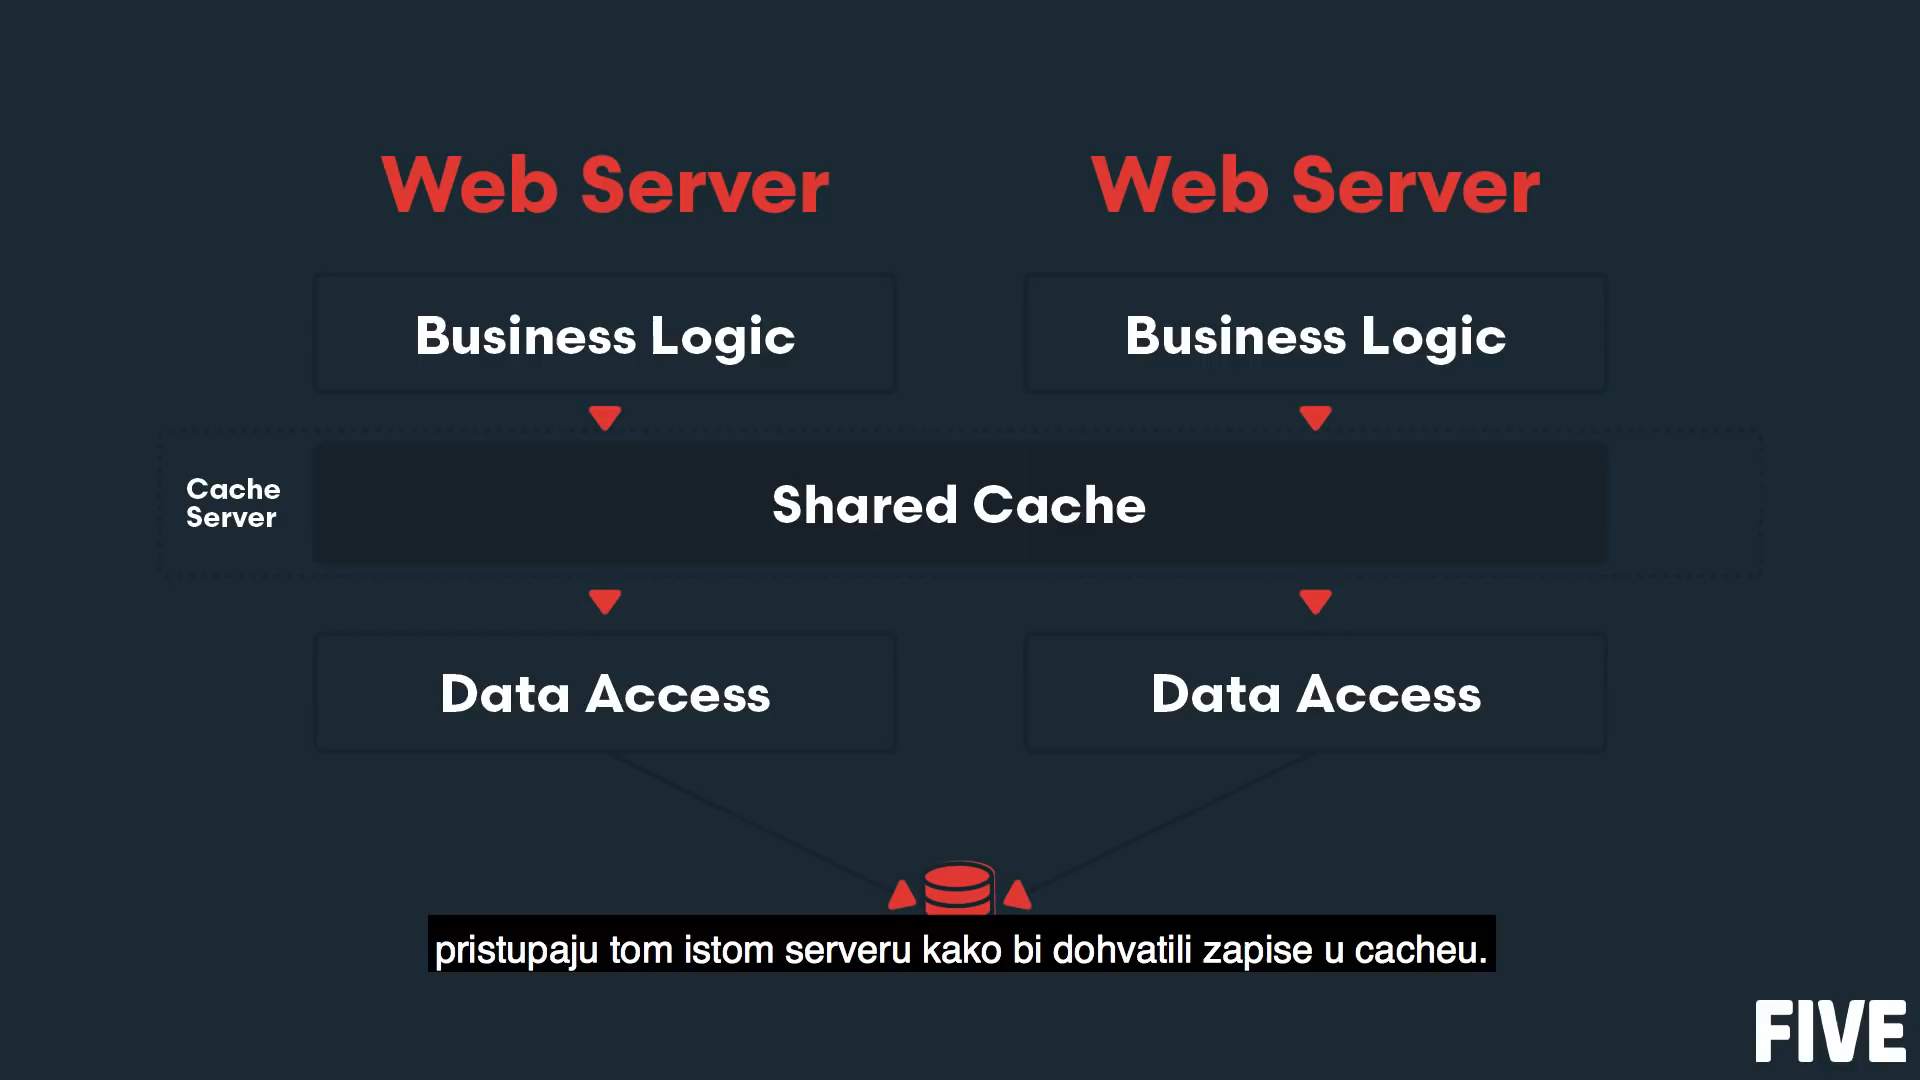 Web Server
Web Server
Business Logic
Business Logic
Cache
Server
Shared Cache
Data Access
Data Access
pristupaju tom istom serveru kako bi dohvatili zapise u cacheu.
FIVE